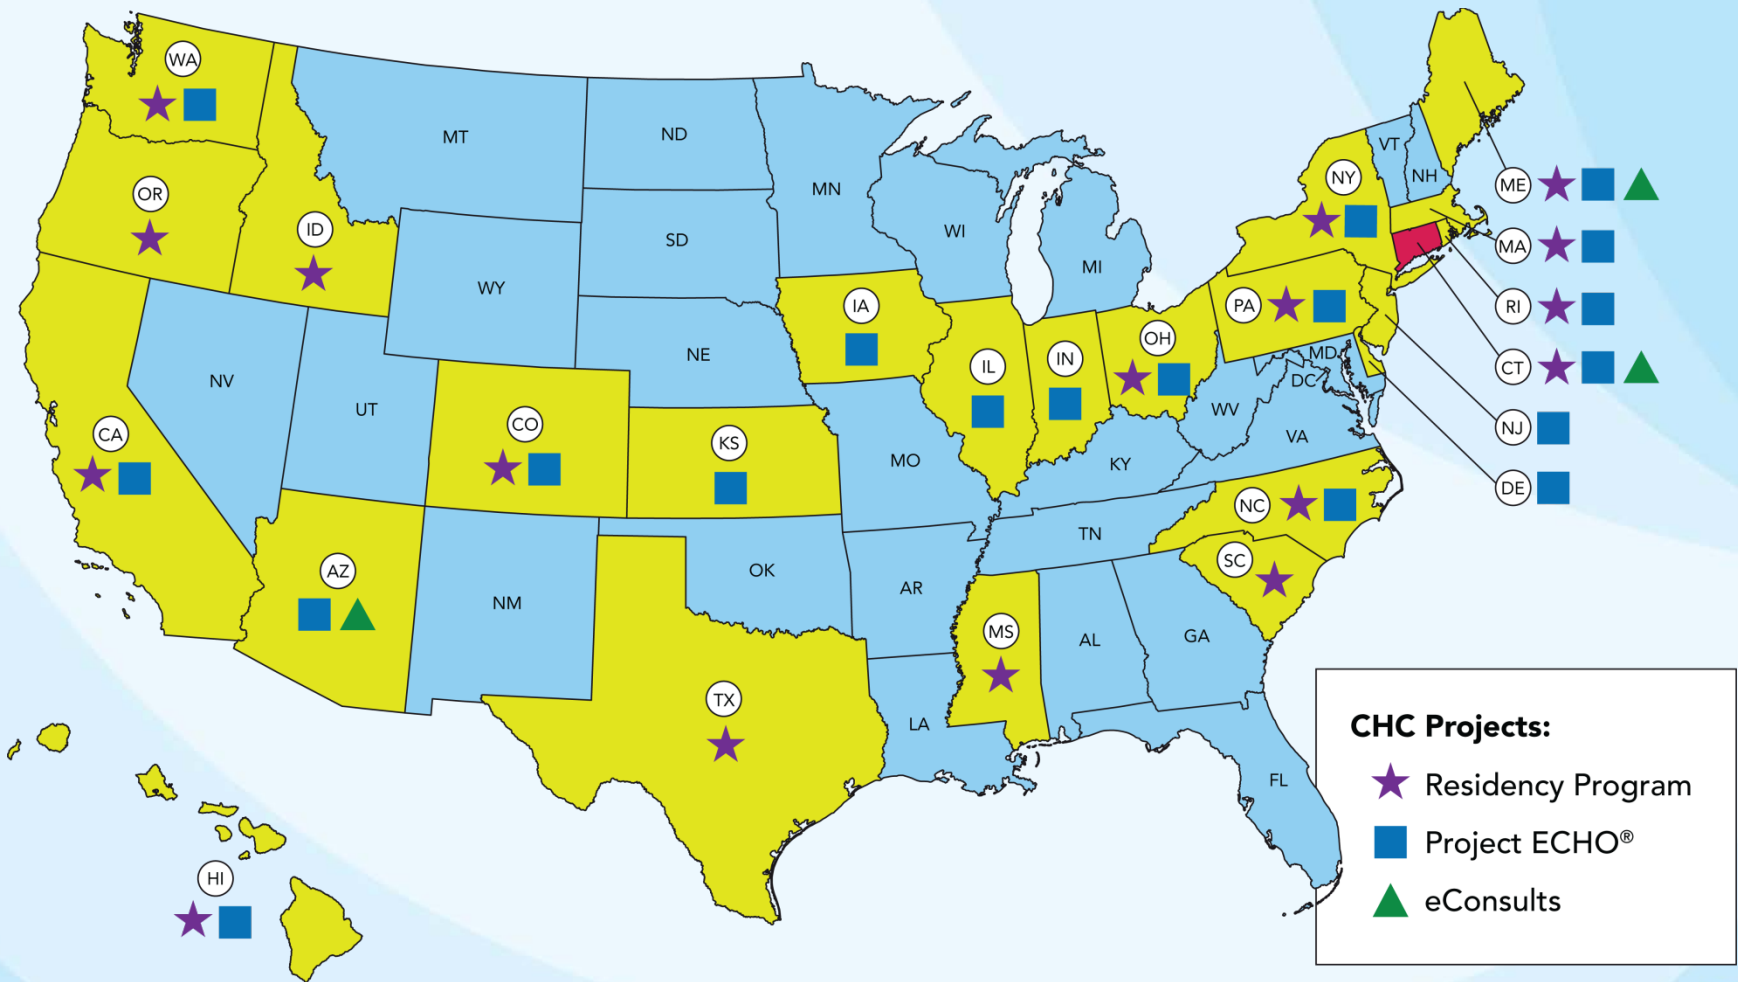 WA
MT
ND
MN
VT
NH
ME
OR
ID
SD
WI
MI
NY
MA
WY
IA
PA
RI
NE
IL
IN
OH
MD
CT
NV
UT
DC
CA
CO
KS
MO
KY
WV
VA
NJ
DE
AZ
NM
OK
AR
TN
NC
SC
MS
AL
GA
TX
LA
FL
HI
CHC Projects:
Residency Program
Project ECHO®
eConsults